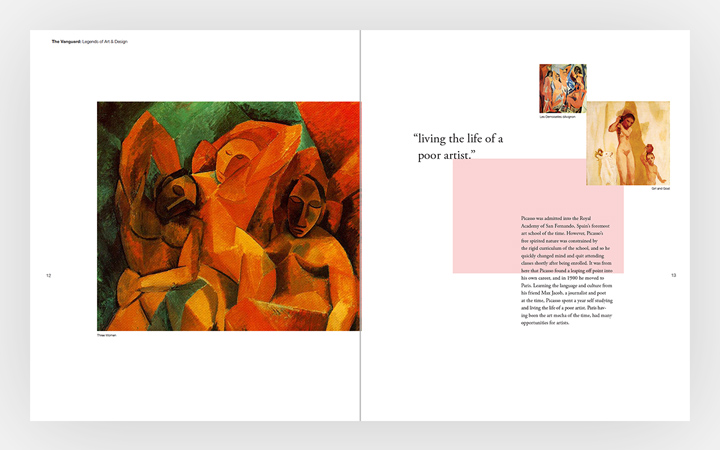 The Vanguard: Legends of Art & Design
Three Women
12
Les Demoiselles d'Avignon
Girl and Goat
“living the life of a
poor artist.”
Picasso was admitted into the Royal
Academy of San Fernando, Spain's foremost
art school of the time. However, Picasso's
free spirited nature was constrained by
the rigid curriculum of the school, and so he
quickly changed mind and quit attending
classes shortly after being enrolled. It was from
here that Picasso found a leaping off point into
his own career, and in 1900 he moved to
Paris. Learning the language and culture from
his friend Max Jacob, a journalist and poet
at the time, Picasso spent a year self studying
and living the life of a poor artist. Paris hav-
ing been the art mecha of the time, had many
opportunities for artists.
13